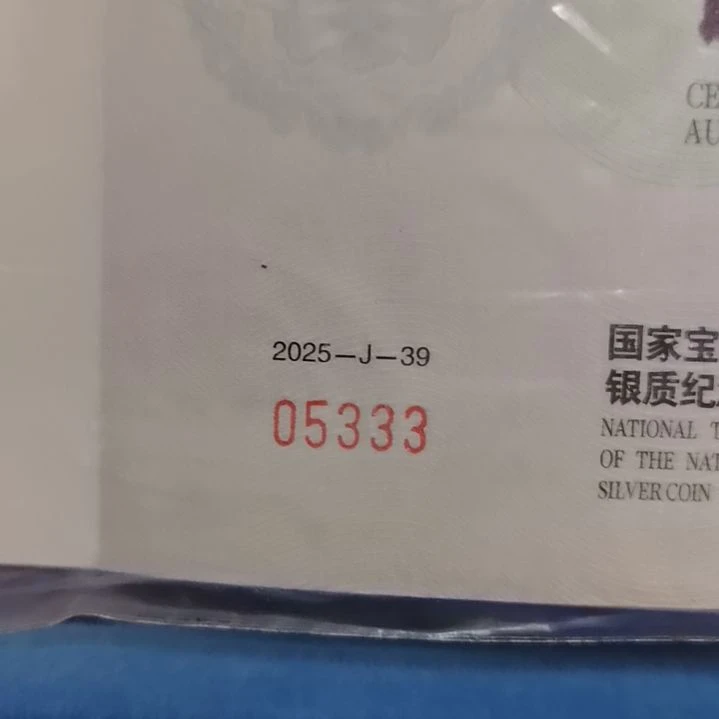 CE
AU
2025—J—39
05333
国家宝
银质纪
NATIONAL T
OF THE NAT
SILVER COIN